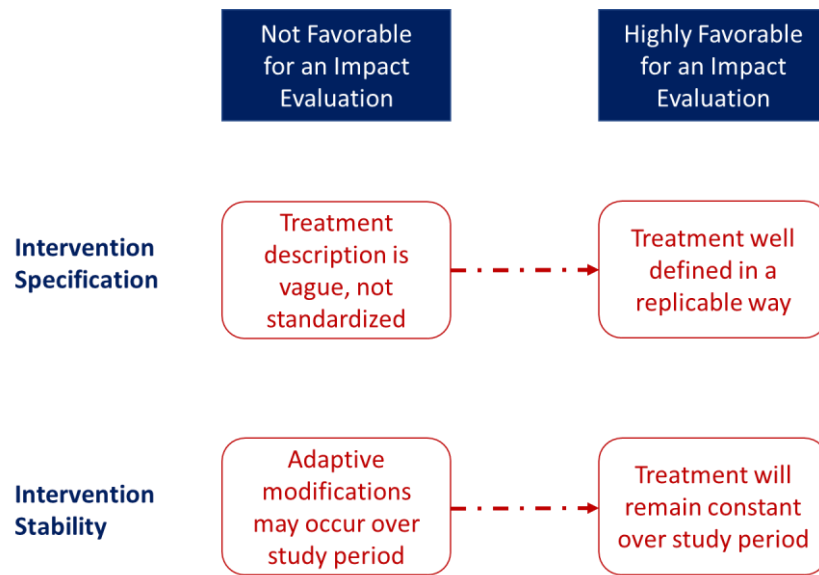 Not Favorable
for an Impact
Evaluation
Highly Favorable
for an Impact
Evaluation
Intervention
Specification
Treatment
description is
vague, not
standardized
Treatment well
defined in a
replicable way
Intervention
Stability
Adaptive
modifications
may occur over
study period
Treatment will
remain constant
over study period